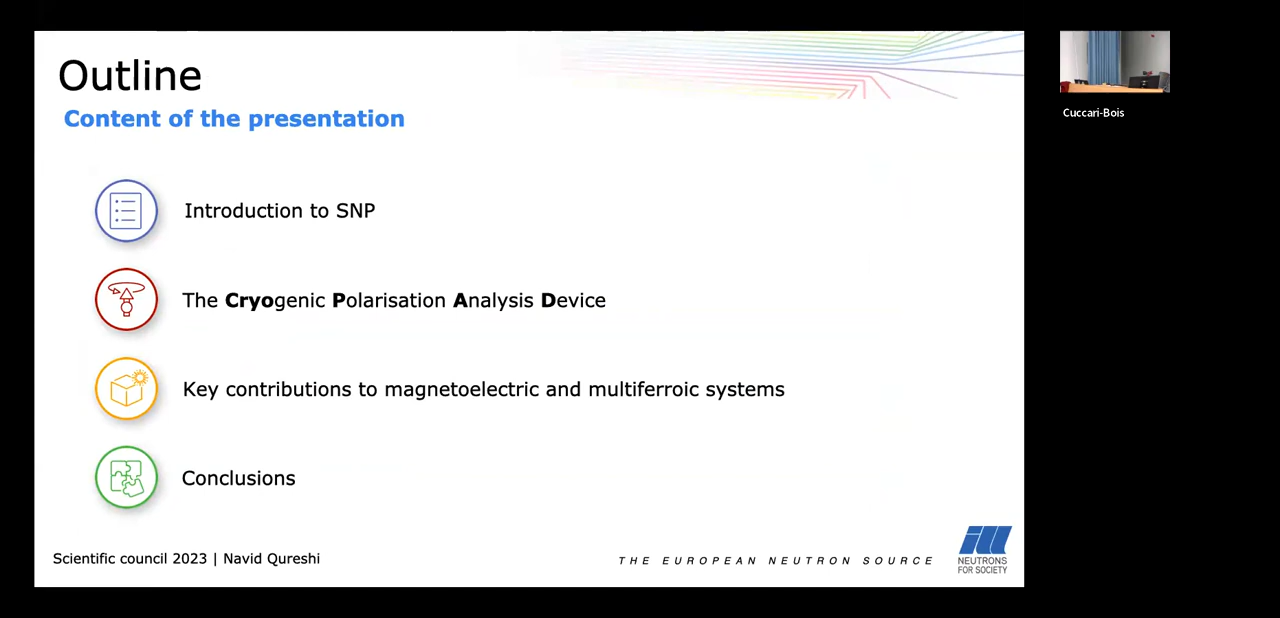 Outline
Content of the presentation
Introduction to SNP
The Cryogenic Polarisation Analysis Device
Key contributions to magnetoelectric and multiferroic systems
Conclusions
Scientific council 2023 | Navid Qureshi
THE EUROPEAN NEUTRON SOURCE
ill
NEUTRONS
FOR SOCIETY
Cuccari-Bois